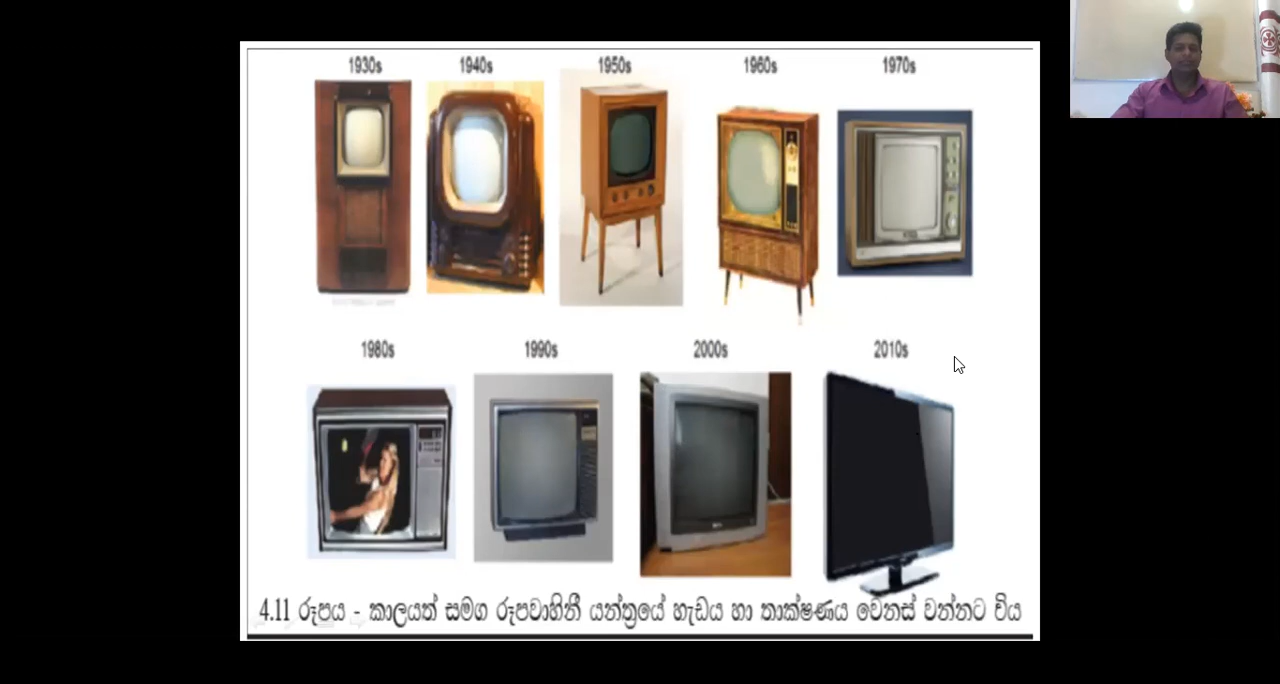 1930s 1940s 1950s 1960s 1970s
1980s 1990s 2000s 2010s
4.11 රූපය - කාලයත් සමග රූපවාහිනී යන්ත්‍රයේ හැඩය හා තාක්ෂණය වෙනස් වන්නට විය